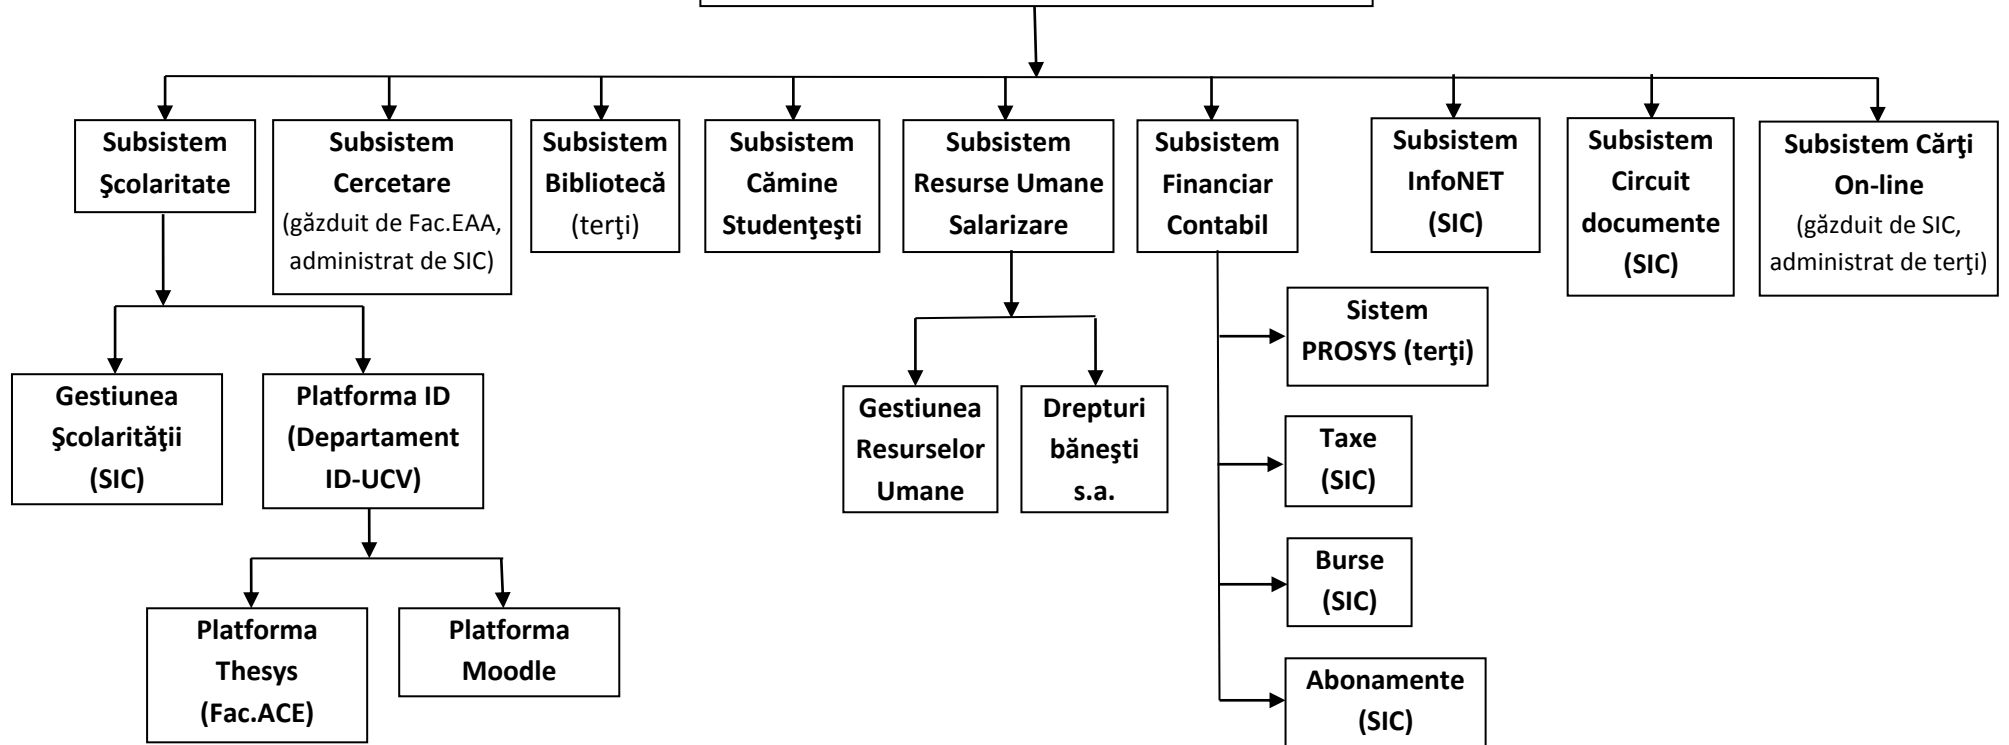 Subsistem
Şcolaritate
Subsistem
Cercetare
(găzduit de Fac.EAA,
administrat de SIC)
Subsistem
Bibliotecă
(terţi)
Subsistem
Cămine
Studenţeşti
Subsistem
Resurse Umane
Salarizare
Subsistem
Financiar
Contabil
Subsistem
InfoNET
(SIC)
Subsistem
Circuit
documente
(SIC)
Subsistem Cărţi
On-line
(găzduit de SIC,
administrat de terţi)
Gestiunea
Şcolarităţii
(SIC)
Platforma ID
(Departament
ID-UCV)
Platforma
Thesys
(Fac.ACE)
Platforma
Moodle
Gestiunea
Resurselor
Umane
Drepturi
băneşti
s.a.
Sistem
PROSYS (terţi)
Taxe
(SIC)
Burse
(SIC)
Abonamente
(SIC)